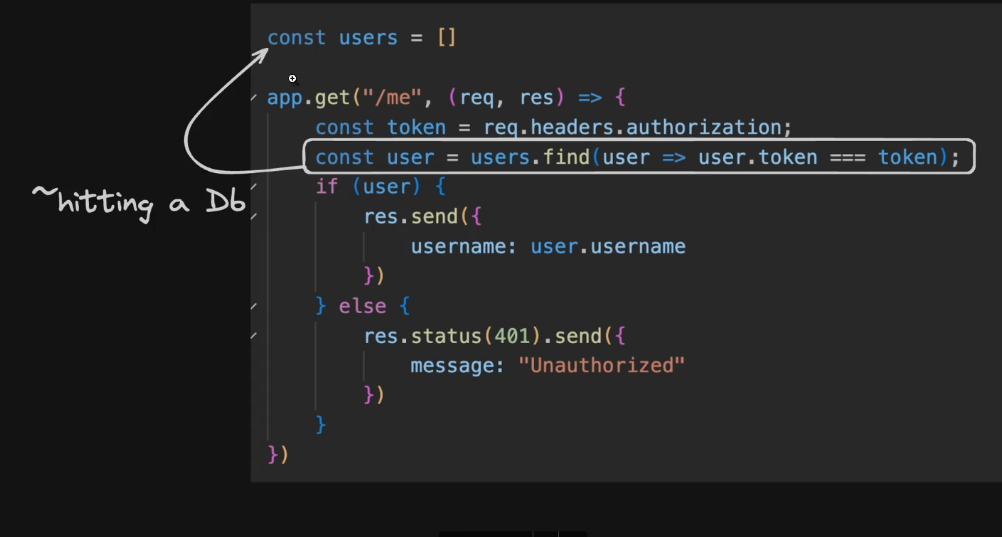 const users = []
app.get("/me", (req, res) => {
const token = req.headers.authorization;
const user = users.find(user => user.token === token);
~hitting a Db
if (user) {
res.send({
username: user.username
})
} else {
res.status(401).send({
message: "Unauthorized"
})
}
})